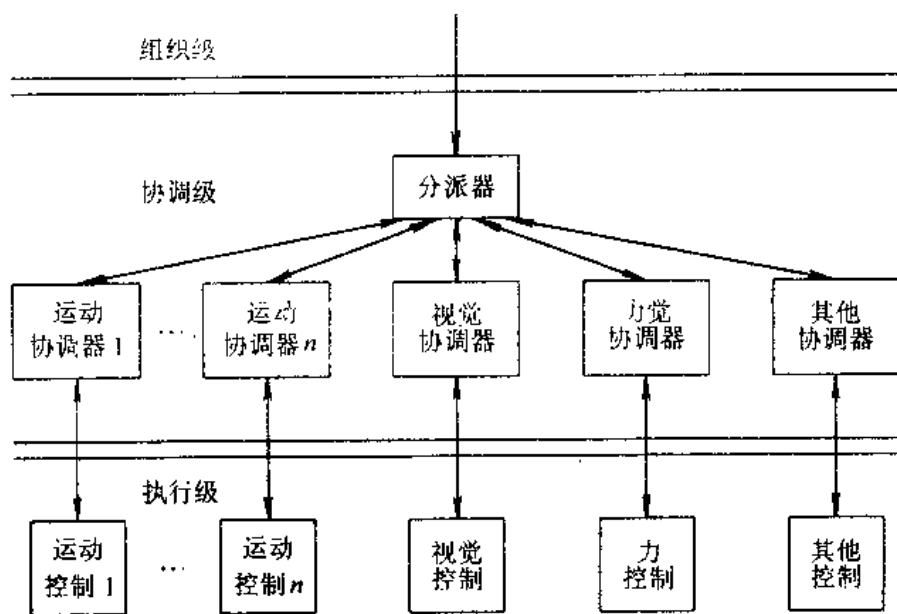 组织级
协调级
分派器
运动
协调器1
…
运动
协调器n
视觉
协调器
力觉
协调器
其他
协调器
执行级
运动
控制1
…
运动
控制n
视觉
控制
力
控制
其他
控制